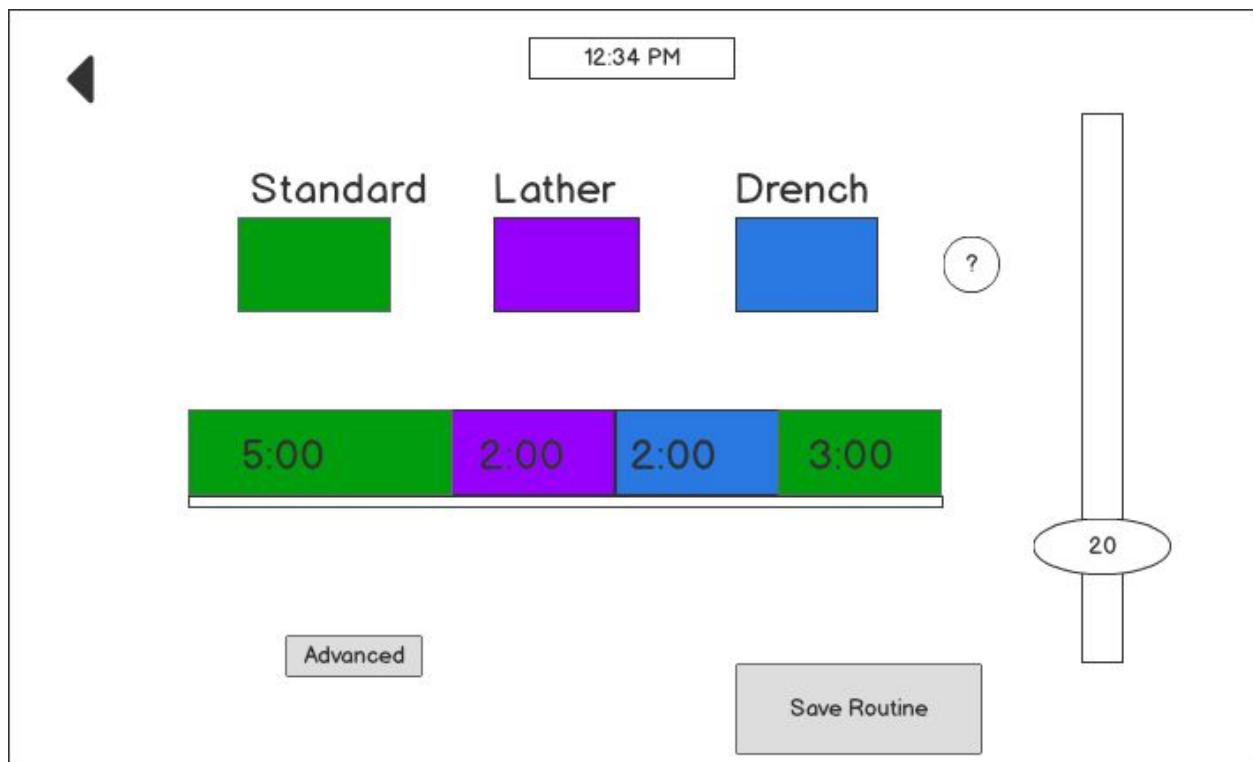 12:34 PM
Standard Lather Drench
?
5:00 2:00 2:00 3:00
20
Advanced
Save Routine